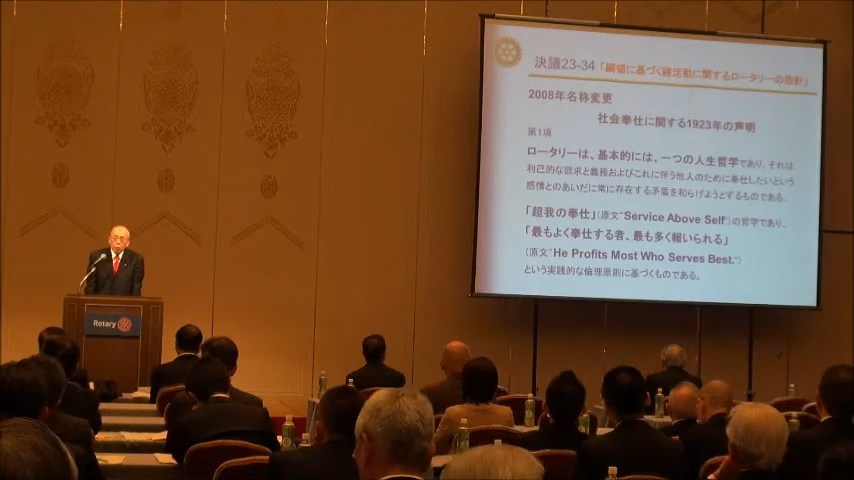 決議23-34「綱領に基づく諸活動に関するロータリーの指針」
2008年名称変更
社会奉仕に関する1923年の声明
第1項
ロータリーは、基本的には、一つの人生哲学であり、それは
利己的な欲求と義務およびこれに伴う他人のために奉仕したいという
感情とのあいだに常に存在する矛盾を和らげようとするものである。
「超我の奉仕」(原文"Service Above Self")の哲学であり、
「最もよく奉仕する者、最も多く報いられる」
(原文"He Profits Most Who Serves Best.")
という実践的な倫理原則に基づくものである。
Rotary